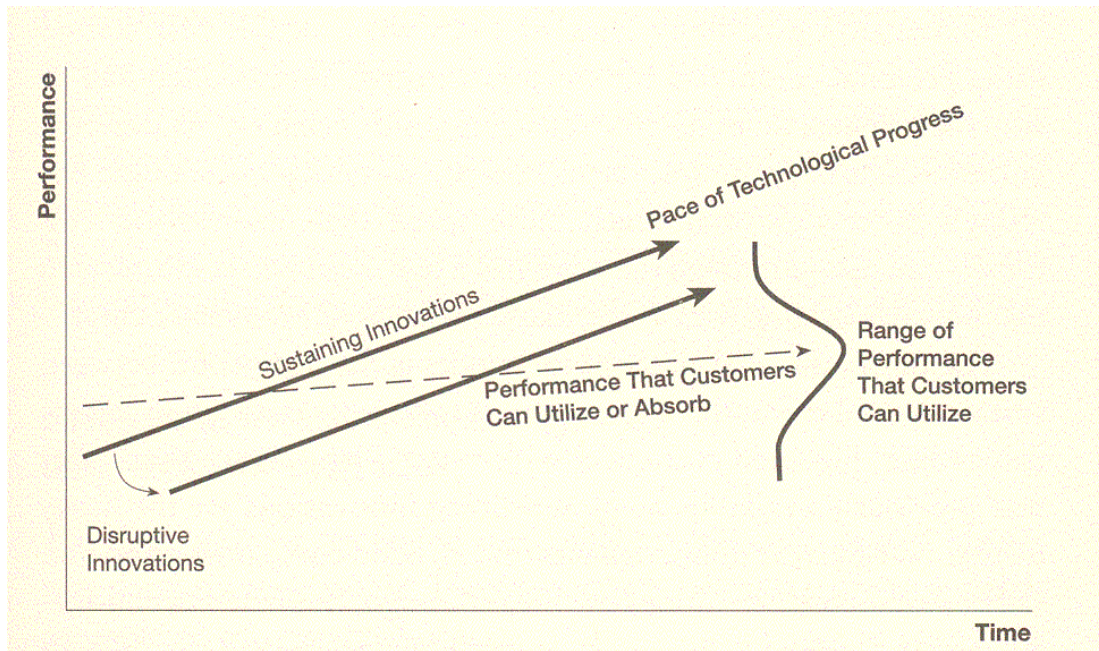 Performance
Pace of Technological Progress
Sustaining Innovations
Range of
Performance
That Customers
Can Utilize
Performance That Customers
Can Utilize or Absorb
Disruptive
Innovations
Time